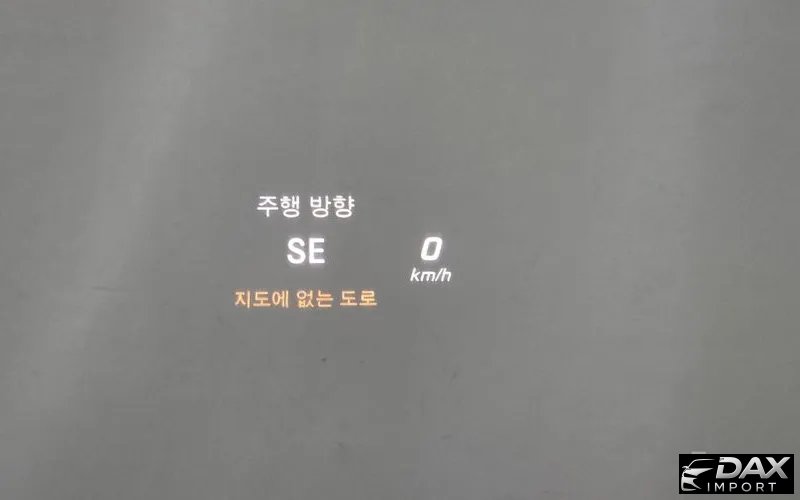 주행 방향
SE
0
km/h
지도에 없는 도로
DAX
IMPORT